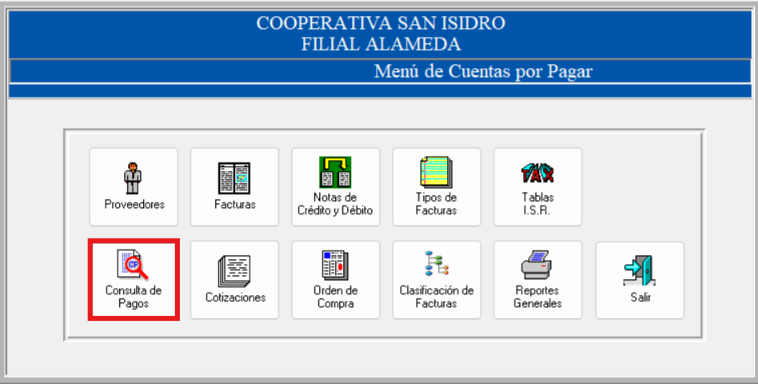 COOPERATIVA SAN ISIDRO
FILIAL ALAMEDA
Menú de Cuentas por Pagar
Proveedores
Facturas
Notas de
Crédito y Débito
Tipos de
Facturas
TAX
Tablas
I.S.R.
CP
Consulta de
Pagos
Cotizaciones
Orden de
Compra
Clasificación de
Facturas
Reportes
Generales
Salir